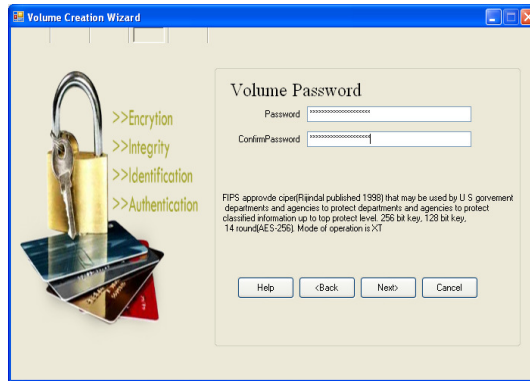 Volume Creation Wizard
>>Encrytion
>>Integrity
>>Identification
>>Authentication
Volume Password
Password
xxxxxxxxxxxxxxxxxxxx
ConfirmPassword
xxxxxxxxxxxxxxxxxxxx
FIPS approvde ciper(Rijindal published 1998) that may be used by U S gorvement
departments and agencies to protect departments and agencies to protect
classified information up to top protect level. 256 bit key, 128 bit key,
14 round(AES-256). Mode of operation is XT
Help
<Back
Next>
Cancel